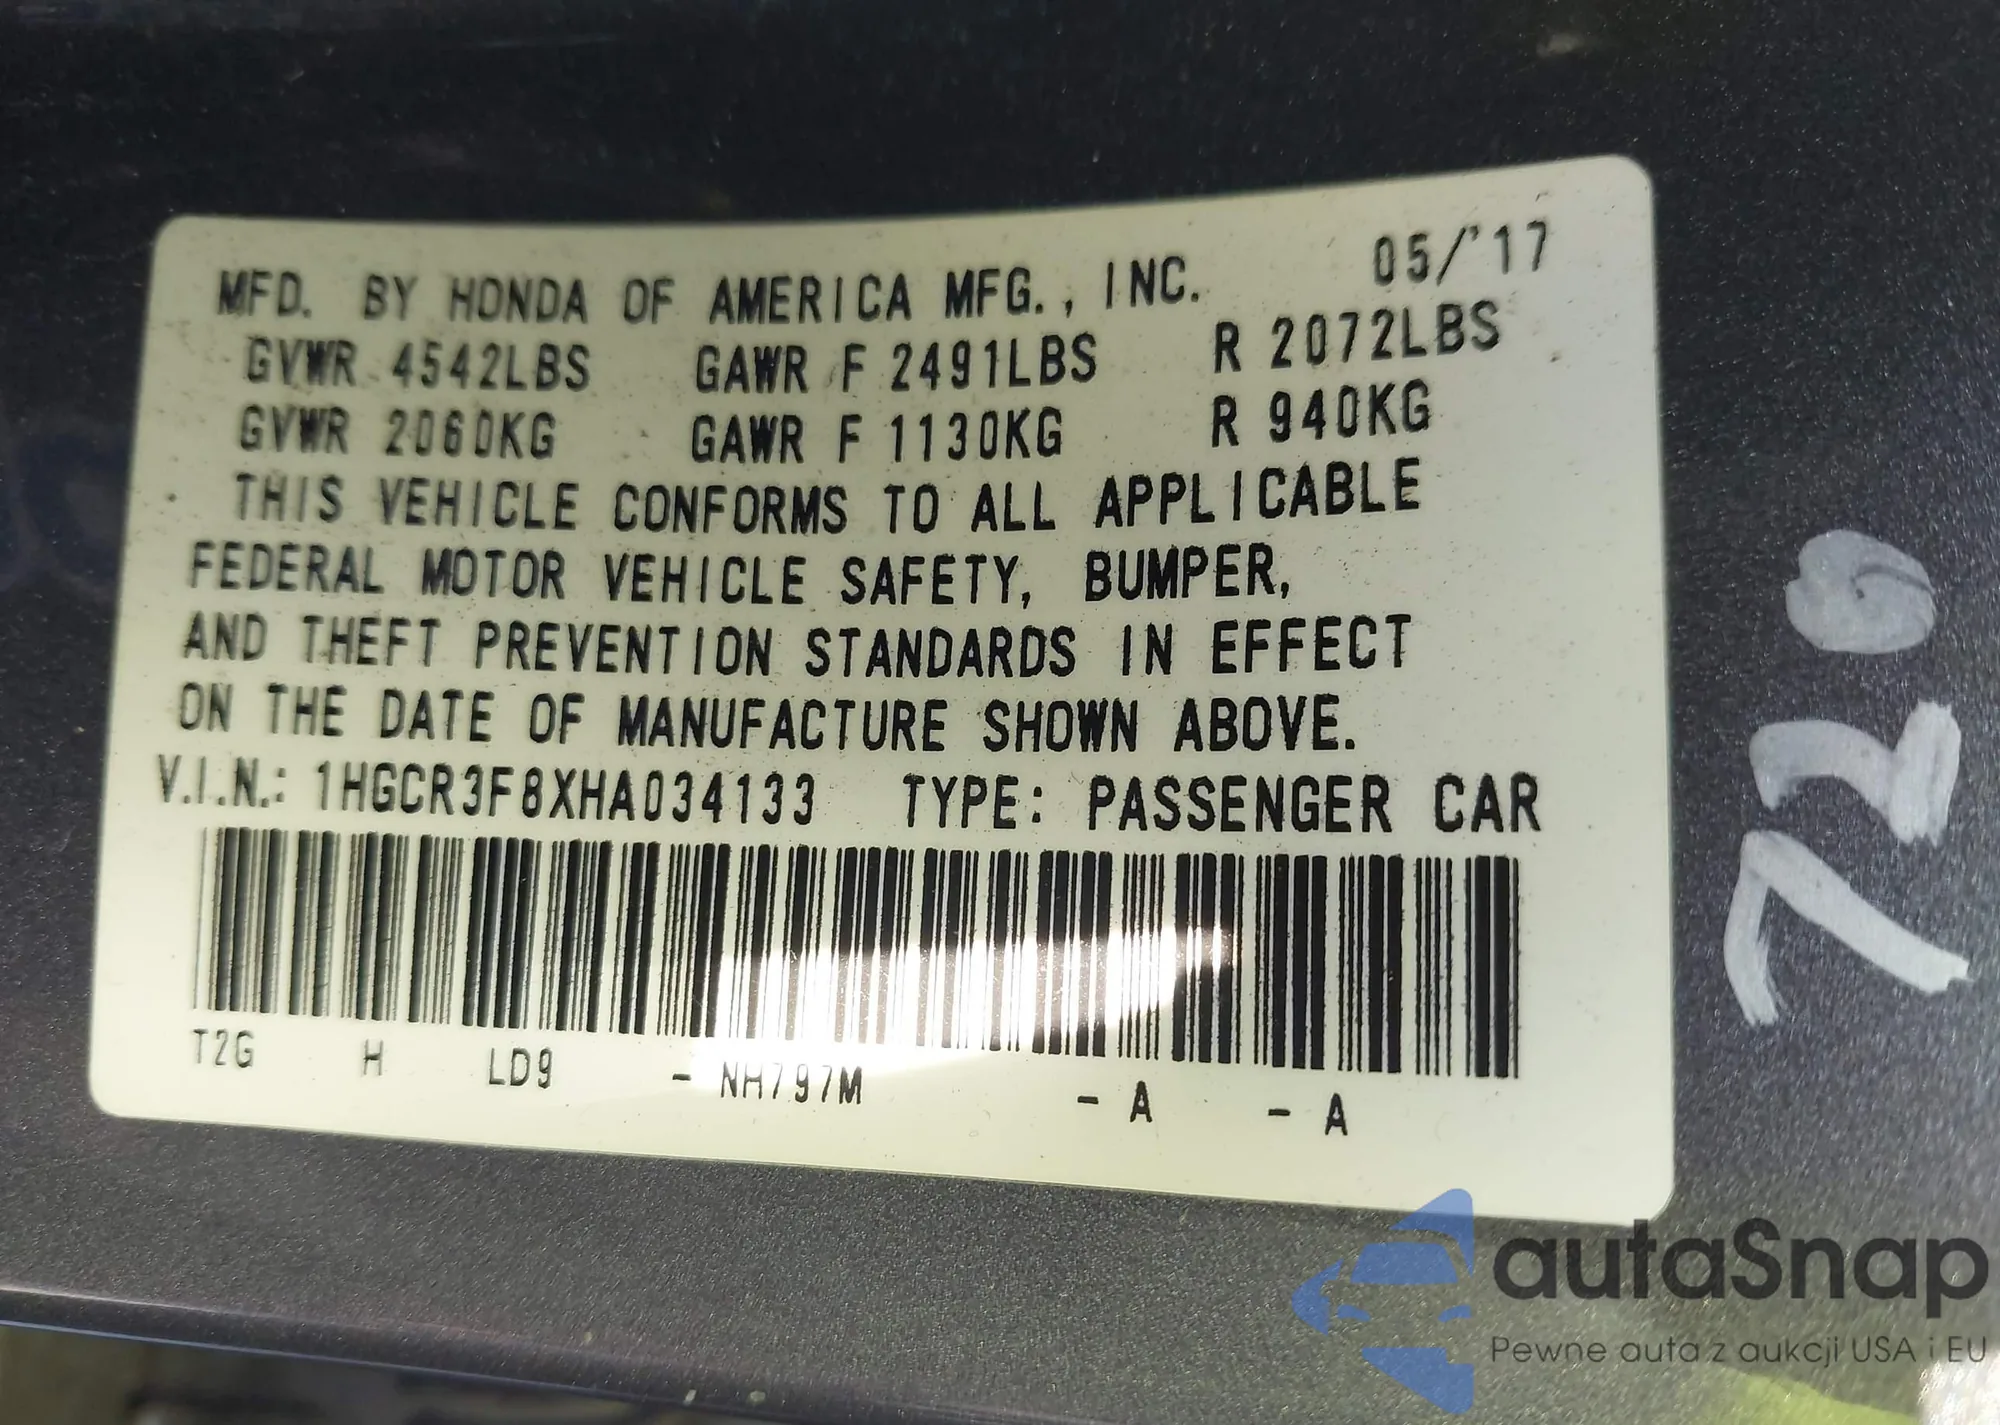 MFD. BY HONDA OF AMERICA MFG., INC. 05/'17
GVWR 4542LBS GAWR F 2491LBS R 2072LBS
GVWR 2060KG GAWR F 1130KG R 940KG
THIS VEHICLE CONFORMS TO ALL APPLICABLE
FEDERAL MOTOR VEHICLE SAFETY, BUMPER,
AND THEFT PREVENTION STANDARDS IN EFFECT
ON THE DATE OF MANUFACTURE SHOWN ABOVE.
V.I.N.: 1HGCR3F8XHA034133 TYPE: PASSENGER CAR
T2G H LD9 - NH797M - A - A
720
autaSnap
Pewne auta z aukcji USA i EU